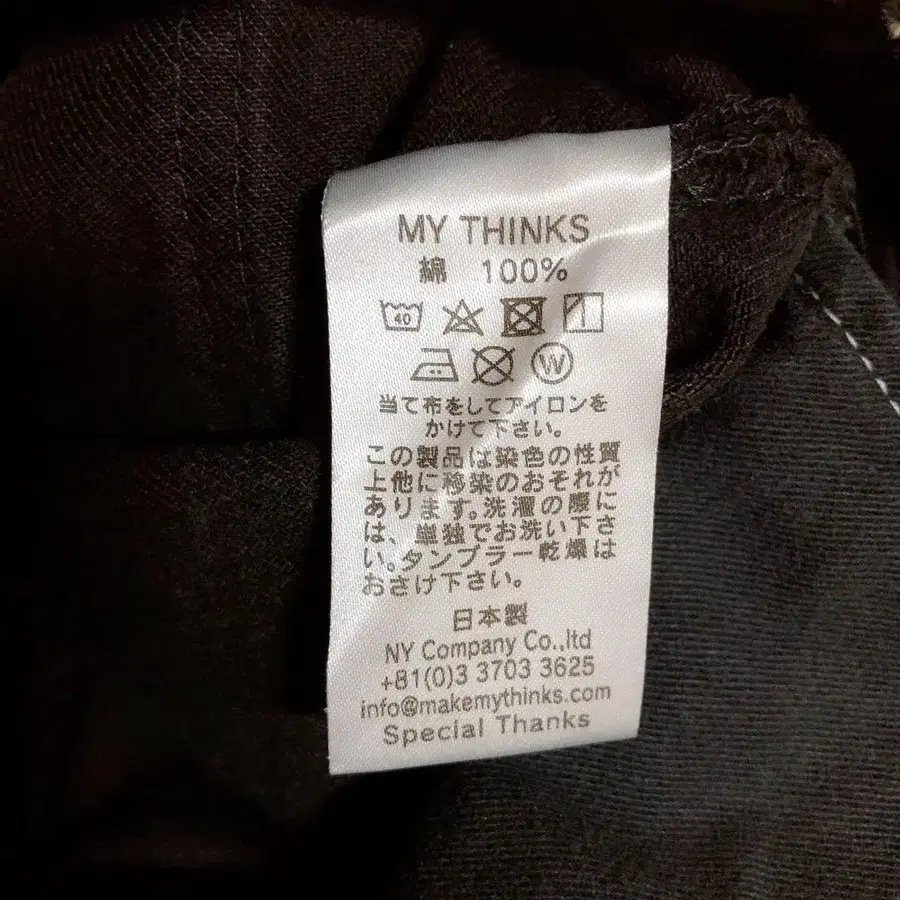 MY THINKS
綿 100%
40
W
当て布をしてアイロンを
かけて下さい。
この製品は染色の性質
上他に移染のおそれが
あります。洗濯の際に
は、単独でお洗い下さ
い。タンブラー乾燥は
おさけ下さい。
日本製
NY Company Co.,ltd
+81(0)3 3703 3625
info@makemythinks.com
Special Thanks